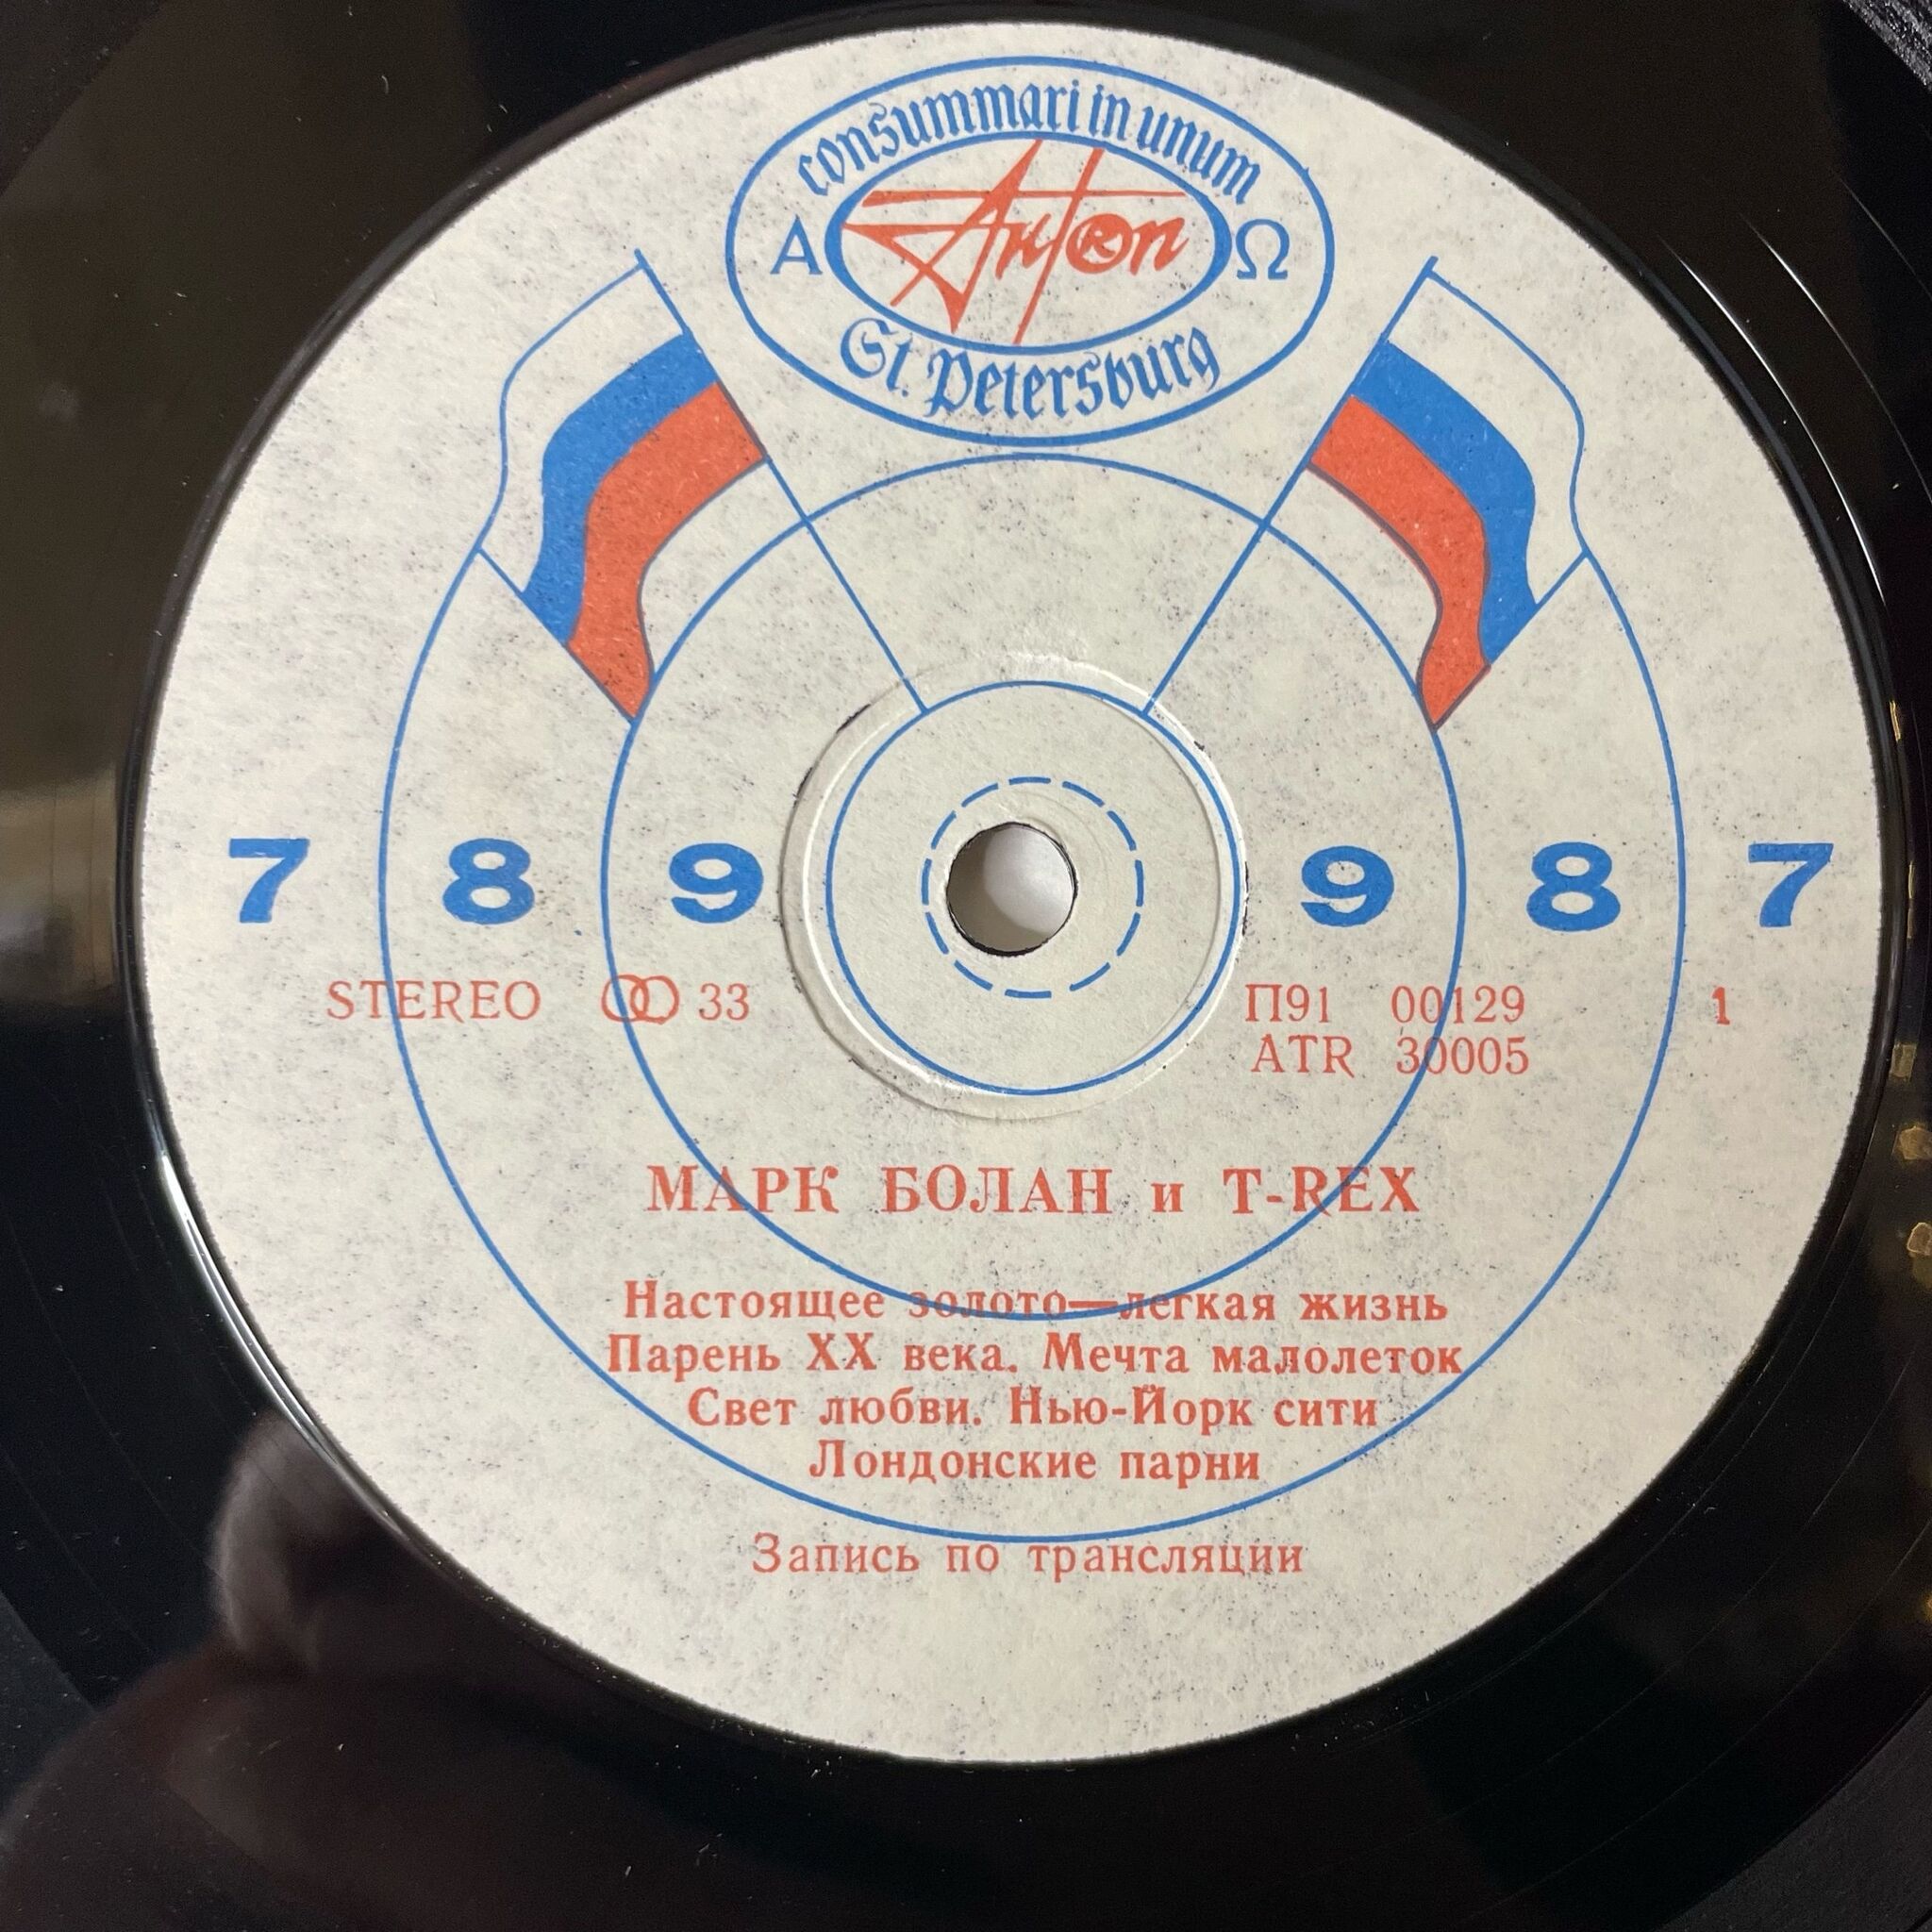 consummari in unum
Α Antrop Ω
St. Petersburg
7 8 9 9 8 7
STEREO 33 П91 00129 1
ATR 30005
МАРК БОЛАН и T-REX
Настоящее золото—легкая жизнь
Парень XX века. Мечта малолеток
Свет любви. Нью-Йорк сити
Лондонские парни
Запись по трансляции